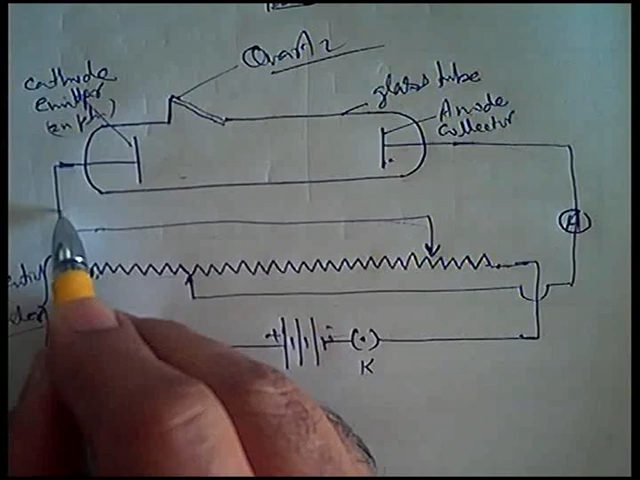 Quartz
cathode
emitter
glass tube
Anode
collector
A
+
-
K